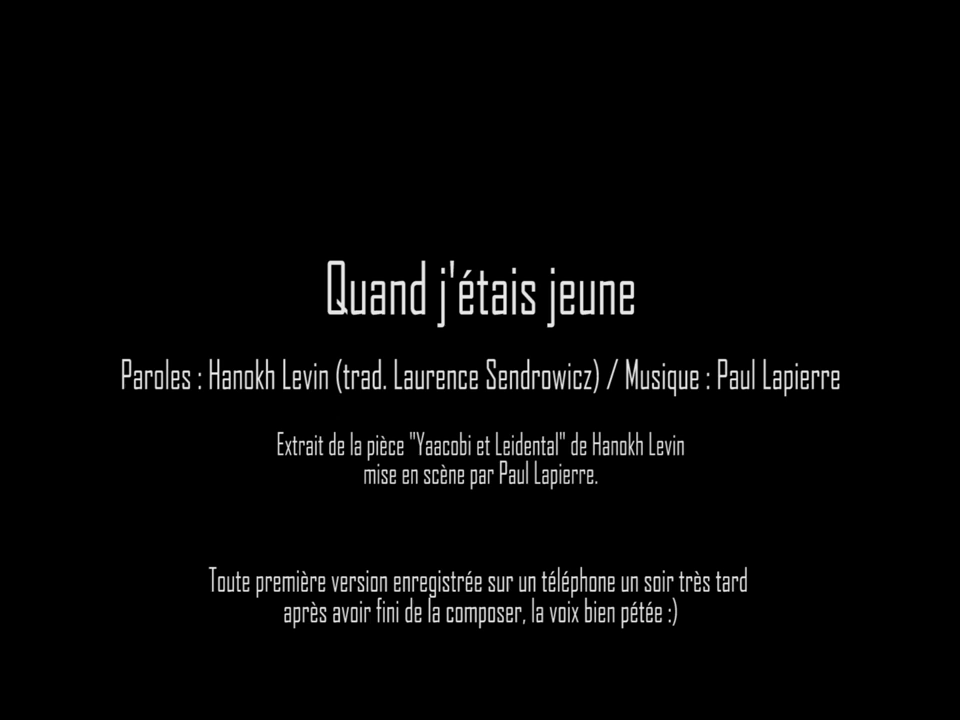 Quand j'étais jeune
Paroles : Hanokh Levin (trad. Laurence Sendrowicz) / Musique : Paul Lapierre
Extrait de la pièce "Yaacobi et Leidental" de Hanokh Levin
mise en scène par Paul Lapierre.
Toute première version enregistrée sur un téléphone un soir très tard
après avoir fini de la composer, la voix bien pétée :)